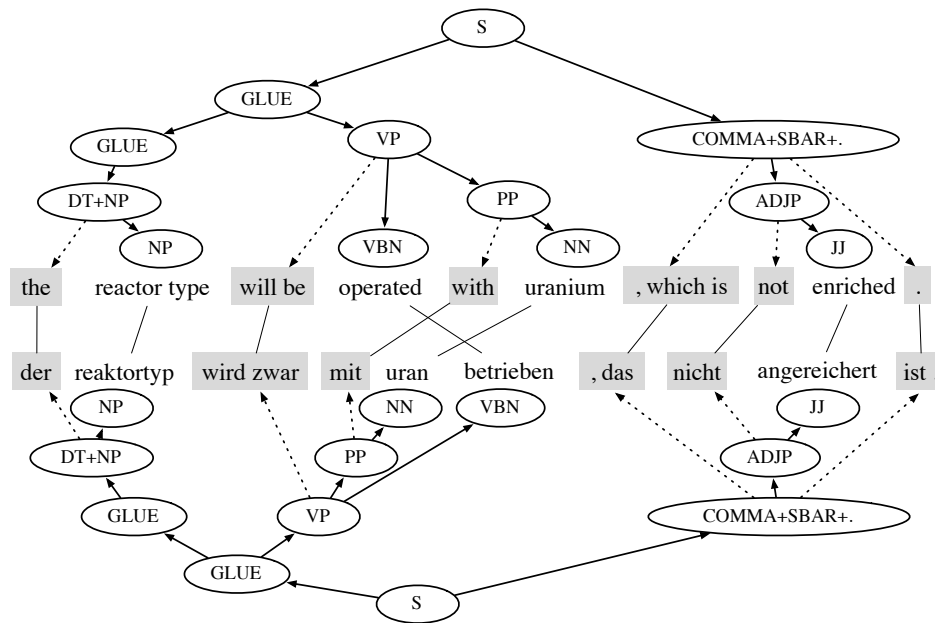 S
GLUE
GLUE VP COMMA+SBAR+.
DT+NP PP ADJP
NP VBN NN JJ
the reactor type will be operated with uranium , which is not enriched .
der reaktortyp wird zwar mit uran betrieben , das nicht angereichert ist
NP NN VBN JJ
DT+NP PP ADJP
GLUE VP COMMA+SBAR+.
GLUE
S